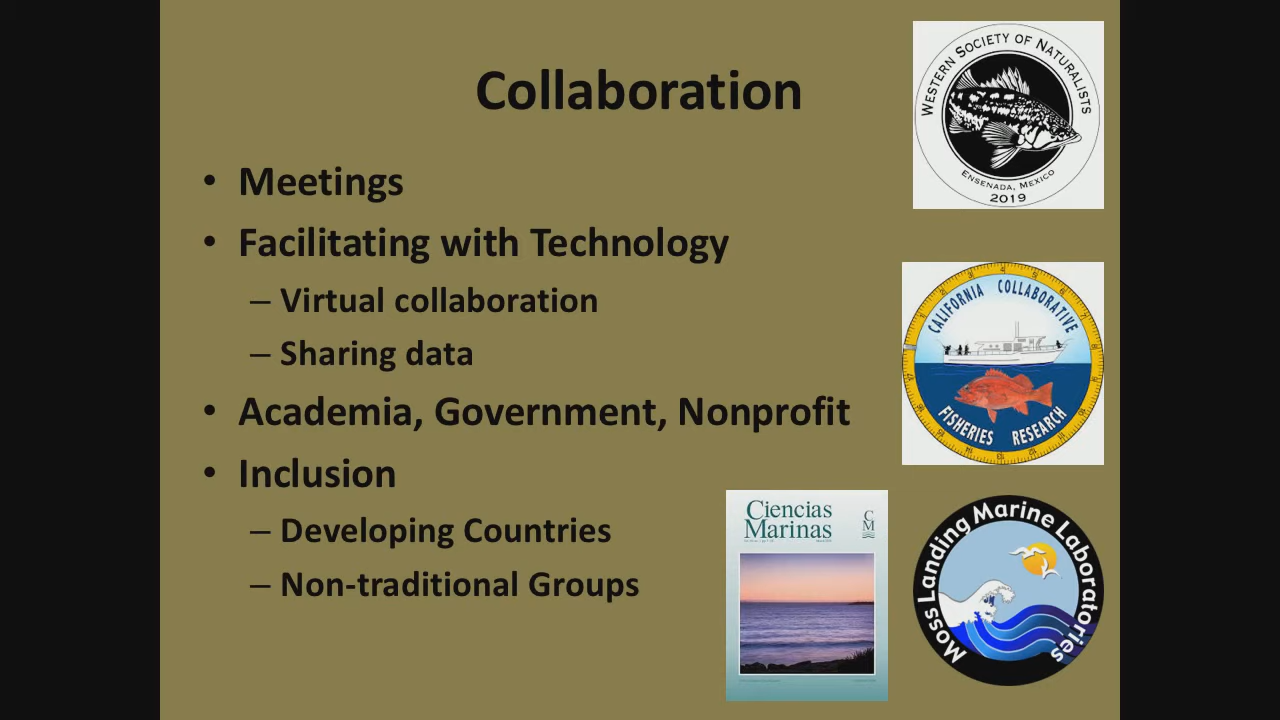 Collaboration
WESTERN SOCIETY OF NATURALISTS
ENSENADA, MEXICO
2019
• Meetings
• Facilitating with Technology
– Virtual collaboration
– Sharing data
• Academia, Government, Nonprofit
• Inclusion
– Developing Countries
– Non-traditional Groups
CALIFORNIA COLLABORATIVE
FISHERIES RESEARCH
Ciencias
Marinas
C
M
Moss Landing Marine Laboratories